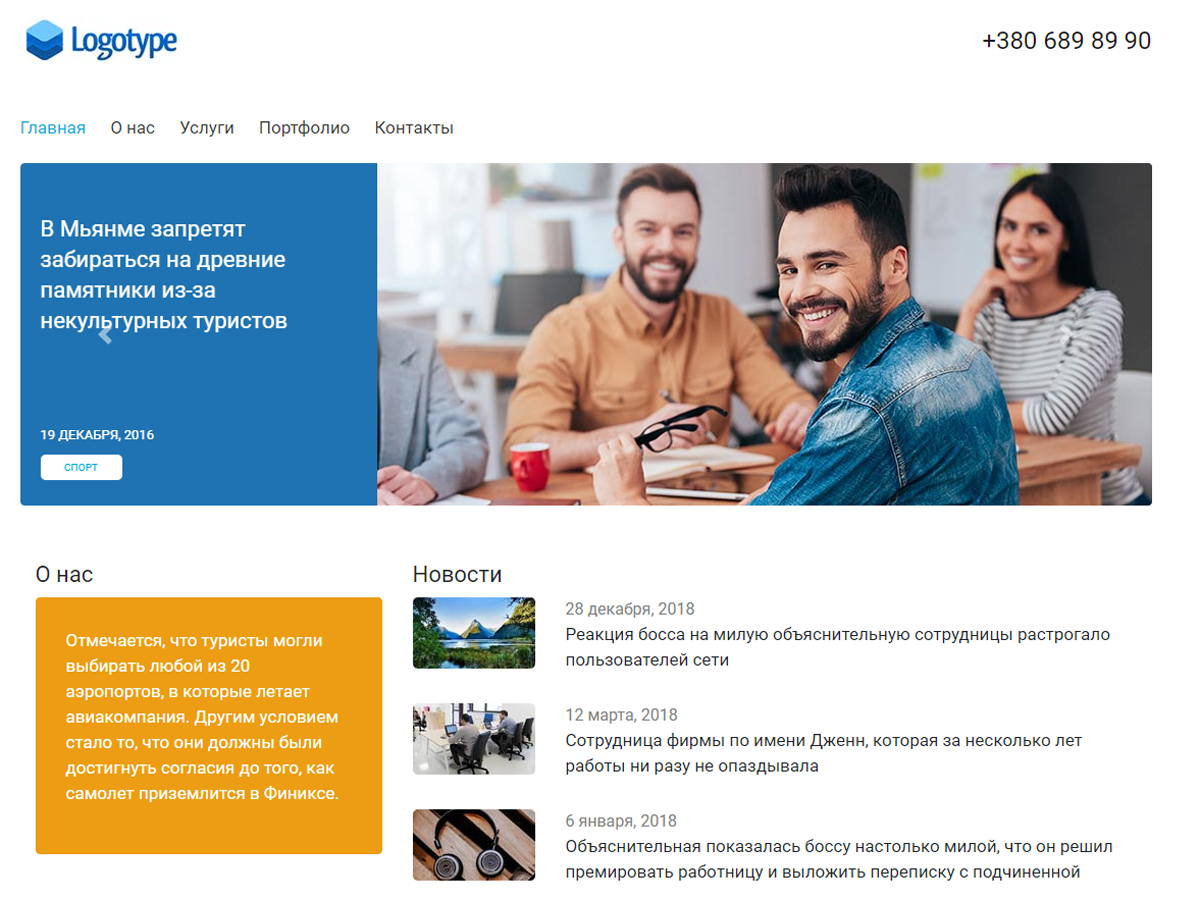 Logotype
+380 689 89 90
Главная О нас Услуги Портфолио Контакты
В Мьянме запретят
забираться на древние
памятники из-за
некультурных туристов
19 ДЕКАБРЯ, 2016
СПОРТ
О нас
Отмечается, что туристы могли
выбирать любой из 20
аэропортов, в которые летает
авиакомпания. Другим условием
стало то, что они должны были
достигнуть согласия до того, как
самолет приземлится в Финиксе.
Новости
28 декабря, 2018
Реакция босса на милую объяснительную сотрудницы растрогало
пользователей сети
12 марта, 2018
Сотрудница фирмы по имени Дженн, которая за несколько лет
работы ни разу не опаздывала
6 января, 2018
Объяснительная показалась боссу настолько милой, что он решил
премировать работницу и выложить переписку с подчиненной